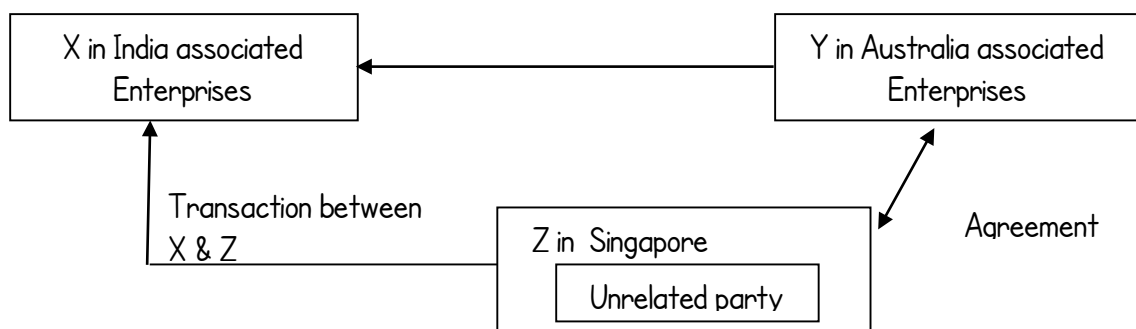 X in India associated
Enterprises
Y in Australia associated
Enterprises
Transaction between
X & Z
Z in Singapore
Unrelated party
Agreement